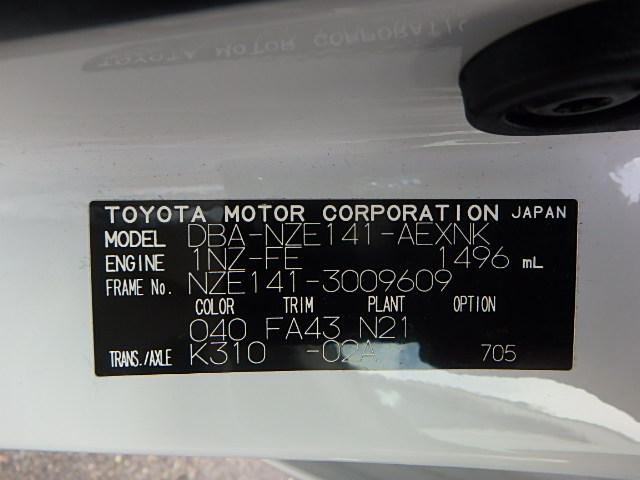 TOYOTA MOTOR CORPORATION JAPAN
MODEL DBA-NZE141-AEXNK
ENGINE 1NZ-FE 1496 mL
FRAME No. NZE141-3009609
COLOR TRIM PLANT OPTION
040 FA43 N21
TRANS./AXLE K310 -02A 705